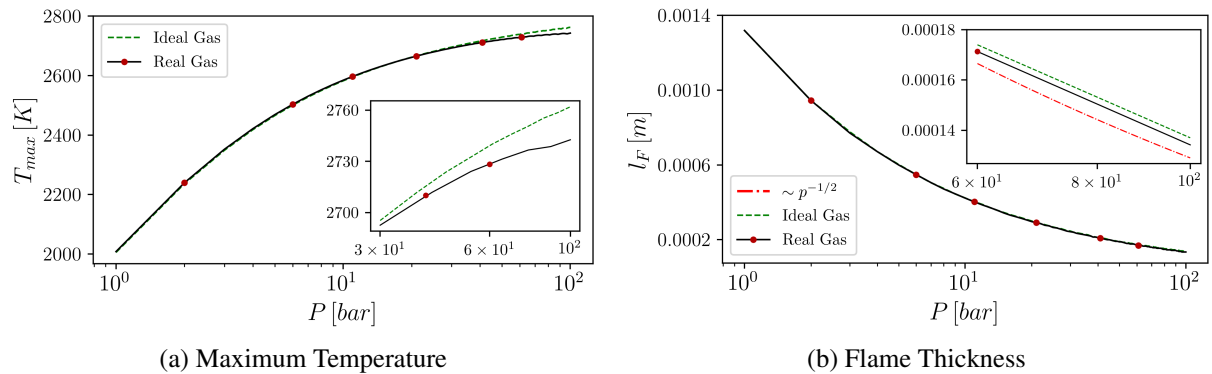 2800
2600
2400
2200
2000
T_max [K]
Ideal Gas
Real Gas
2760
2730
2700
3 × 10^1
6 × 10^1
10^2
10^0
10^1
10^2
P [bar]
(a) Maximum Temperature
0.0014
0.0010
0.0006
0.0002
l_F [m]
0.00018
0.00016
0.00014
6 × 10^1
8 × 10^1
10^2
∼ p^{-1/2}
Ideal Gas
Real Gas
10^0
10^1
10^2
P [bar]
(b) Flame Thickness